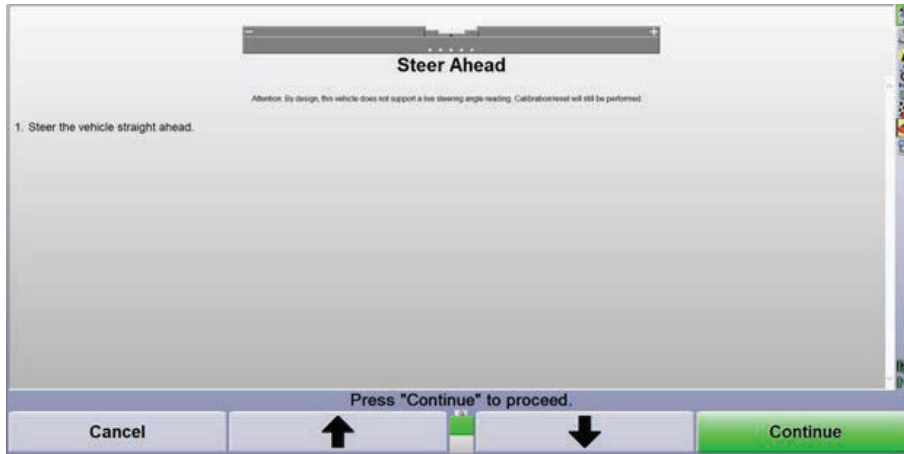 Steer Ahead
Attention: By design, this vehicle does not support a live steering angle reading. Calibration/reset will still be performed.
1. Steer the vehicle straight ahead.
Press "Continue" to proceed.
Cancel
Continue